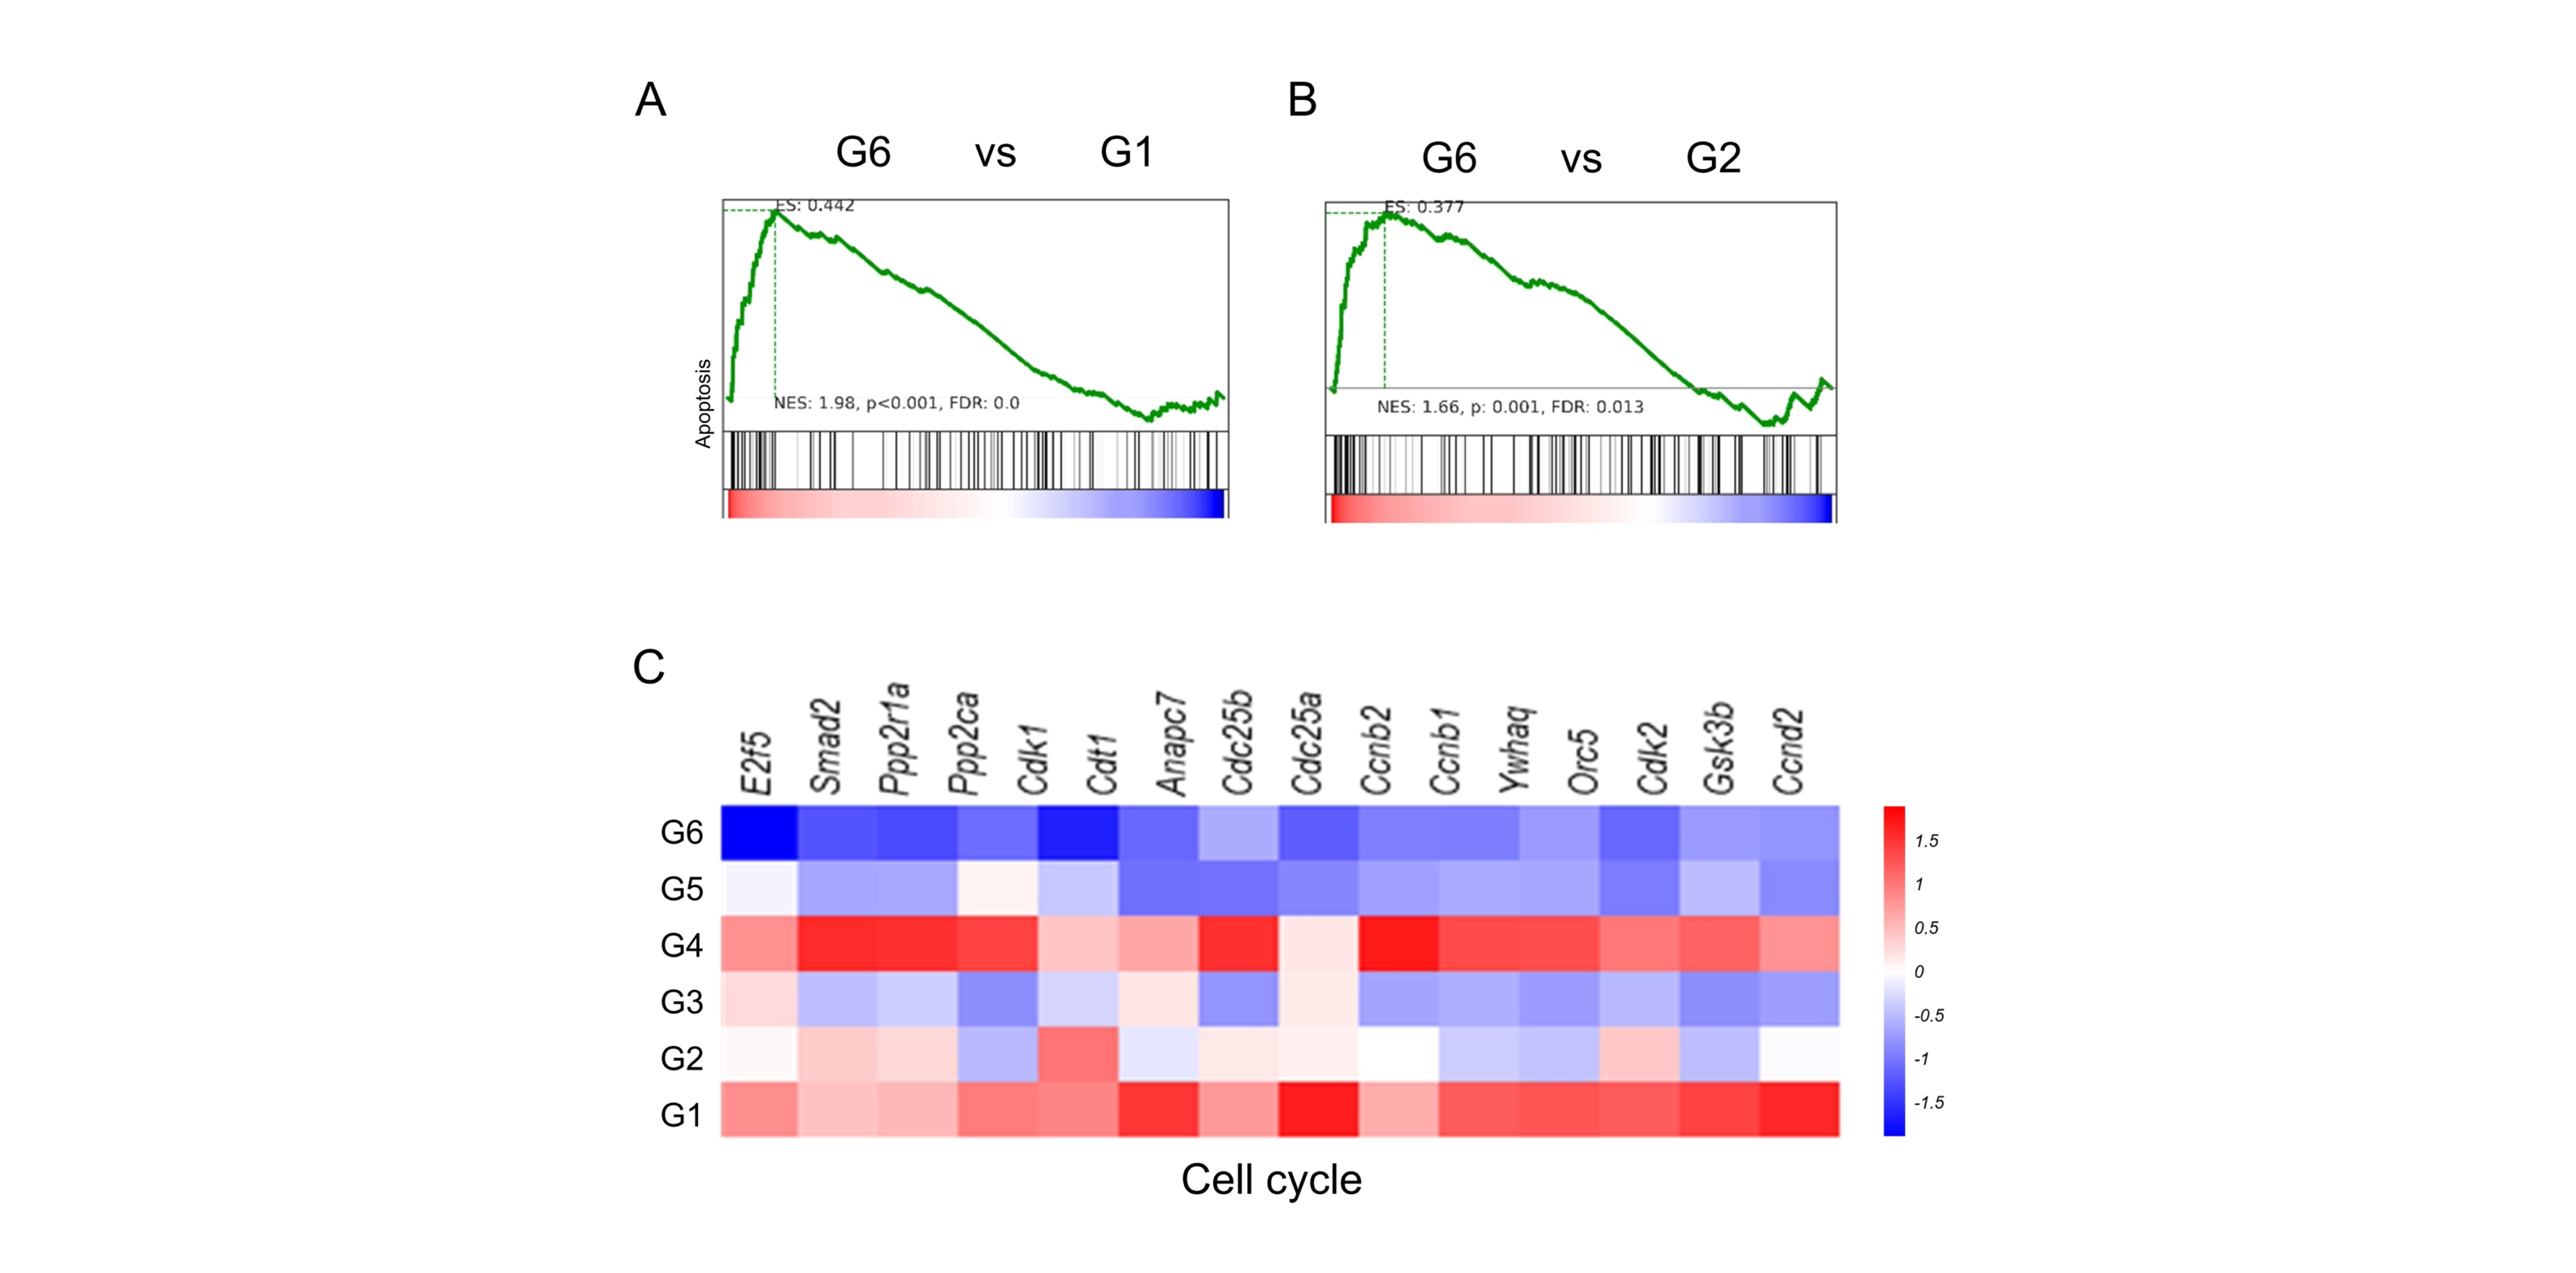 A
B
G6 vs G1
G6 vs G2
ES: 0.442
ES: 0.377
Apoptosis
NES: 1.98, p<0.001, FDR: 0.0
NES: 1.66, p: 0.001, FDR: 0.013
C
E2f5 Smad2 Ppp2r1a Ppp2ca Cdk1 Cdt1 Anapc7 Cdc25b Cdc25a Ccnb2 Ccnb1 Ywhaq Orc5 Cdk2 Gsk3b Ccnd2
G6
G5
G4
G3
G2
G1
1.5
1
0.5
0
-0.5
-1
-1.5
Cell cycle